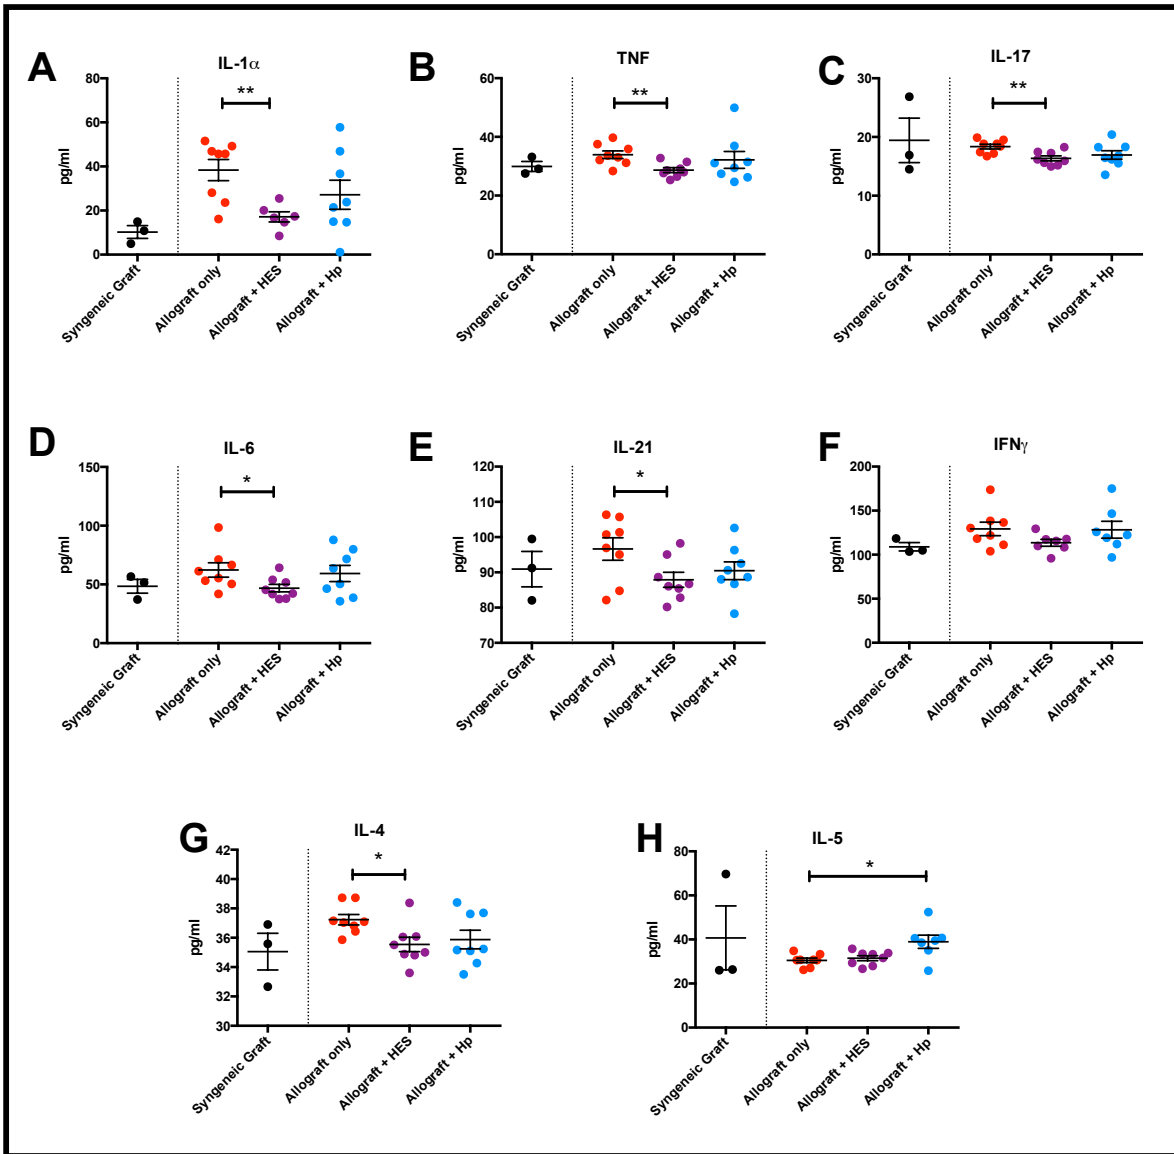 A
IL-1α
80
60
40
20
0
pg/ml
**
Syngeneic Graft
Allograft only
Allograft + HES
Allograft + Hp
B
TNF
60
40
20
0
pg/ml
**
Syngeneic Graft
Allograft only
Allograft + HES
Allograft + Hp
C
IL-17
30
20
10
0
pg/ml
**
Syngeneic Graft
Allograft only
Allograft + HES
Allograft + Hp
D
IL-6
150
100
50
0
pg/ml
*
Syngeneic Graft
Allograft only
Allograft + HES
Allograft + Hp
E
IL-21
120
110
100
90
80
70
pg/ml
*
Syngeneic Graft
Allograft only
Allograft + HES
Allograft + Hp
F
IFNγ
200
150
100
50
0
pg/ml
Syngeneic Graft
Allograft only
Allograft + HES
Allograft + Hp
G
IL-4
42
40
38
36
34
32
30
pg/ml
*
Syngeneic Graft
Allograft only
Allograft + HES
Allograft + Hp
H
IL-5
80
60
40
20
0
pg/ml
*
Syngeneic Graft
Allograft only
Allograft + HES
Allograft + Hp